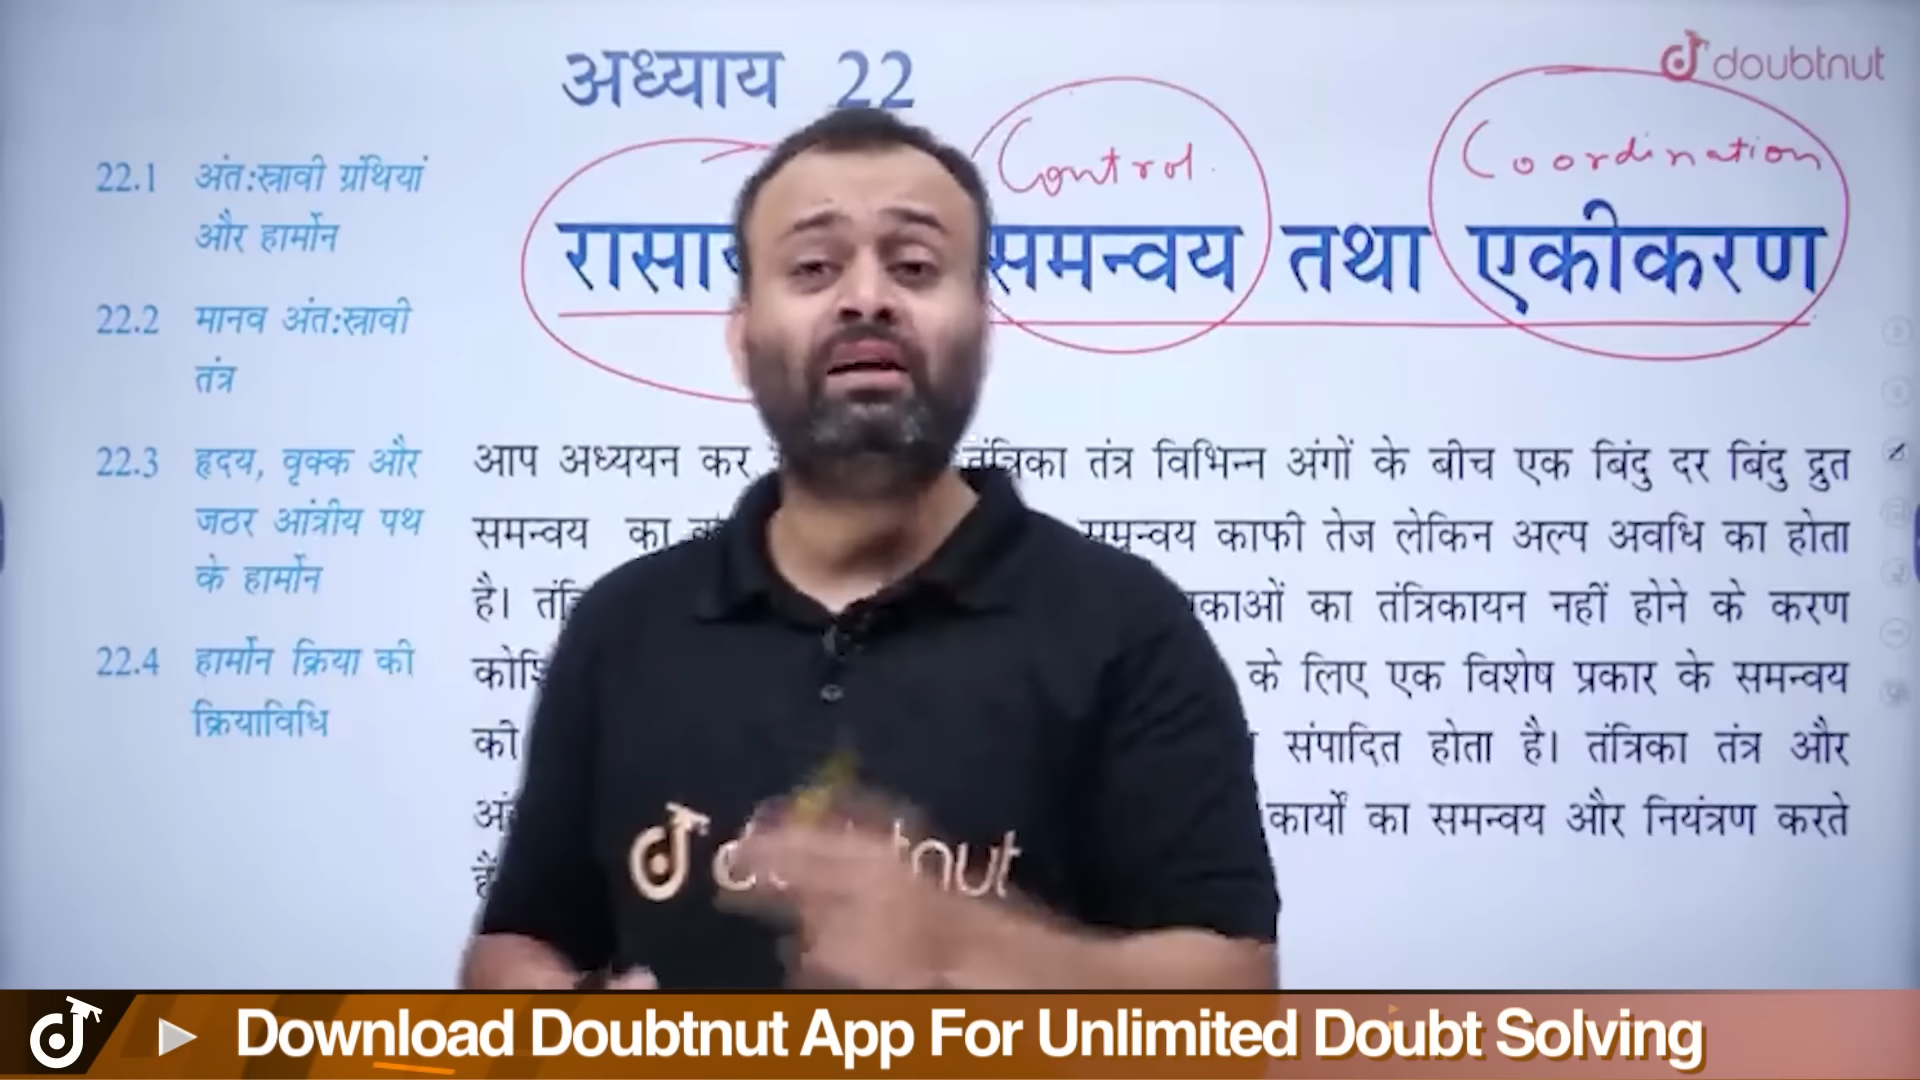 अध्याय 22
doubtnut
Control.
Coordination
समन्वय तथा एकीकरण
22.1 अंत:स्त्रावी ग्रंथियां
और हार्मोन
22.2 मानव अंत:स्त्रावी
तंत्र
22.3 हृदय, वृक्क और
जठर आंत्रीय पथ
के हार्मोन
22.4 हार्मोन क्रिया की
क्रियाविधि
आप अध्ययन कर तंत्रिका तंत्र विभिन्न अंगों के बीच एक बिंदु दर बिंदु द्रुत
समन्वय का समन्वय काफी तेज लेकिन अल्प अवधि का होता
है। का तंत्रिकायन नहीं होने के करण
के लिए एक विशेष प्रकार के समन्वय
की संपादित होता है। तंत्रिका तंत्र और
कार्यों का समन्वय और नियंत्रण करते
Download Doubtnut App For Unlimited Doubt Solving